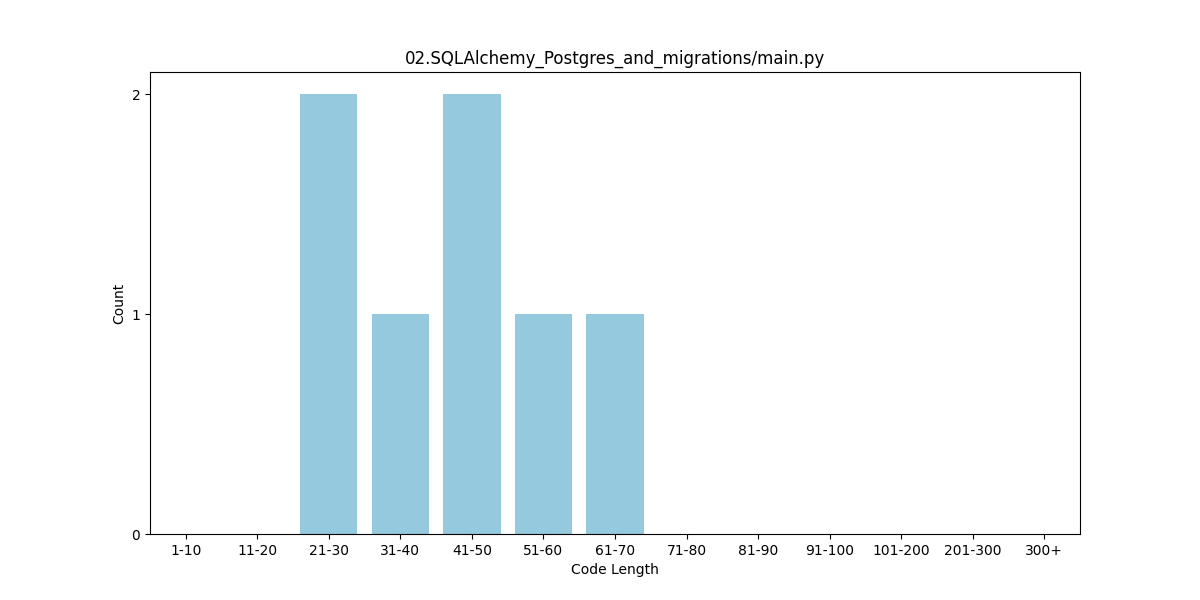 02.SQLAlchemy_Postgres_and_migrations/main.py
2
1
0
Count
1-10 11-20 21-30 31-40 41-50 51-60 61-70 71-80 81-90 91-100 101-200 201-300 300+
Code Length